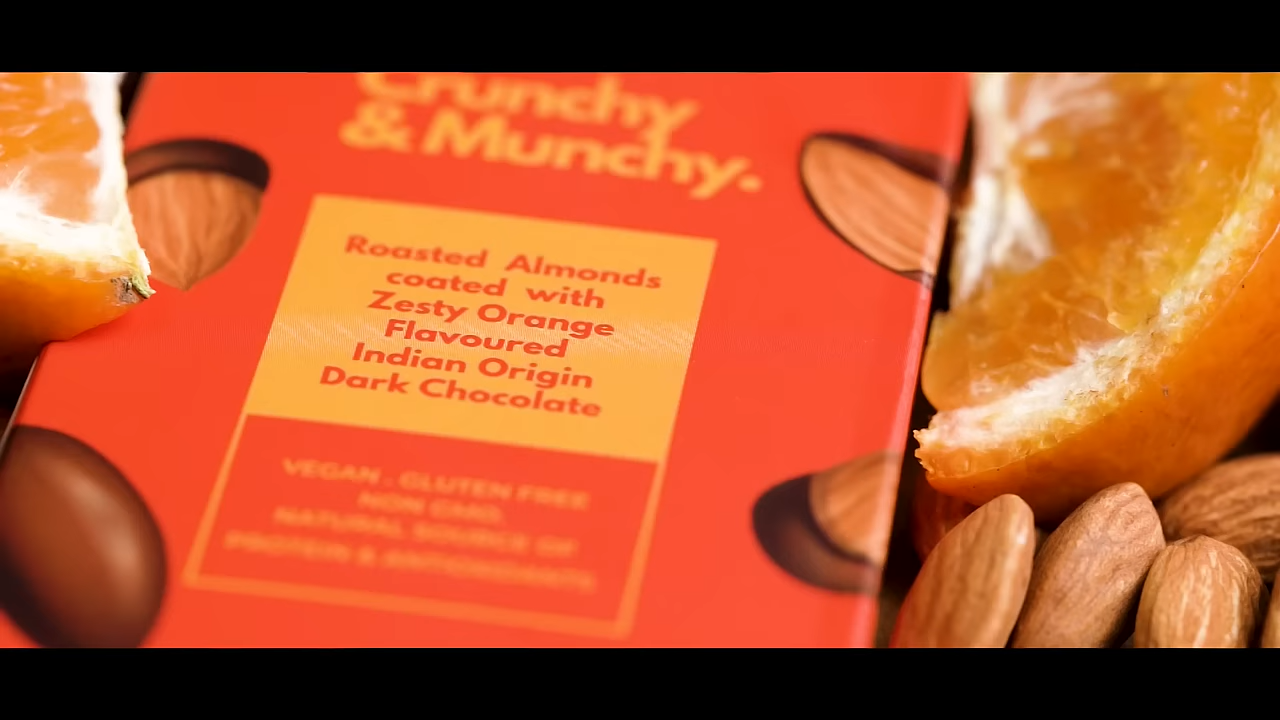 Crunchy
& Munchy.
Roasted Almonds
coated with
Zesty Orange
Flavoured
Indian Origin
Dark Chocolate
VEGAN . GLUTEN FREE
NON GMO.
NATURAL SOURCE OF
PROTEIN & ANTIOXIDANTS